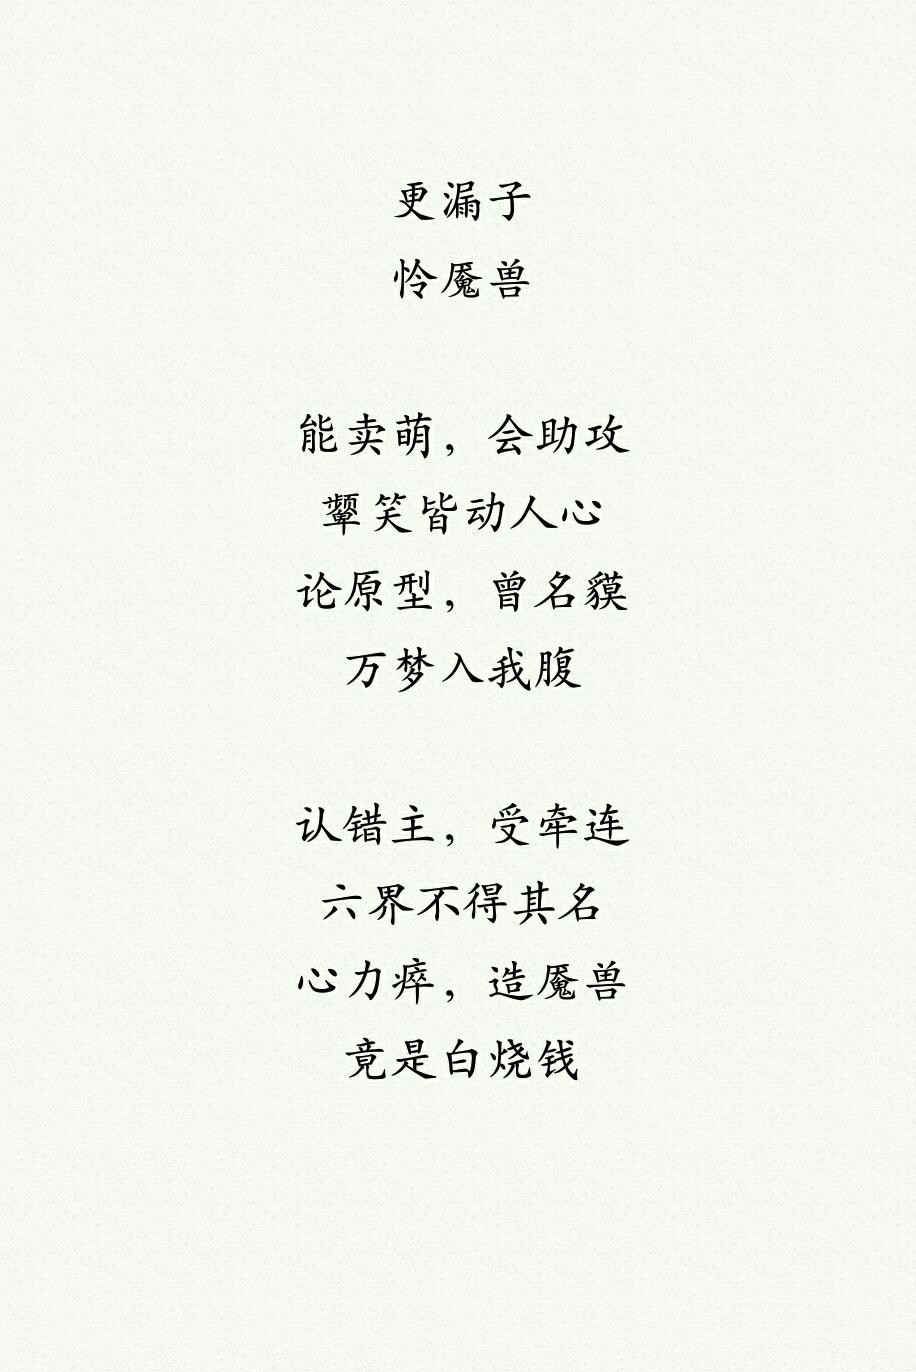 更漏子
怜魇兽
能卖萌，会助攻
颦笑皆动人心
论原型，曾名貘
万梦入我腹
认错主，受牵连
六界不得其名
心力瘁，造魇兽
竟是白烧钱